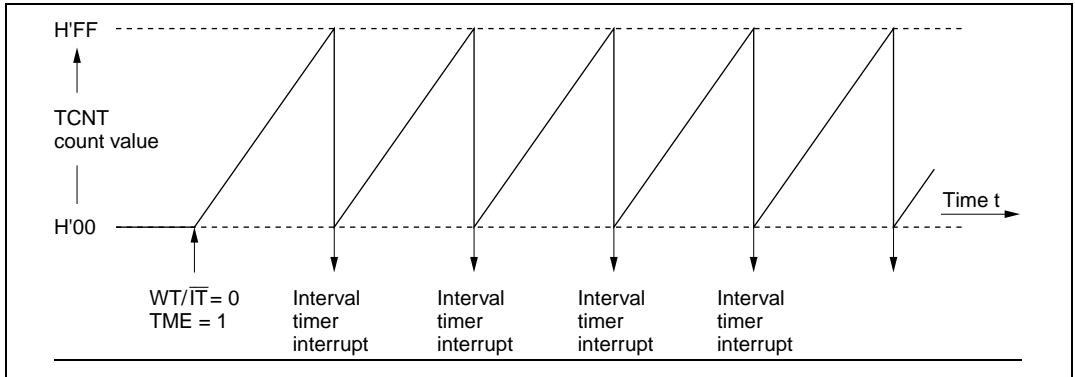 H'FF
TCNT
count value
H'00
Time t
WT/I̅T̅ = 0
TME = 1
Interval
timer
interrupt
Interval
timer
interrupt
Interval
timer
interrupt
Interval
timer
interrupt